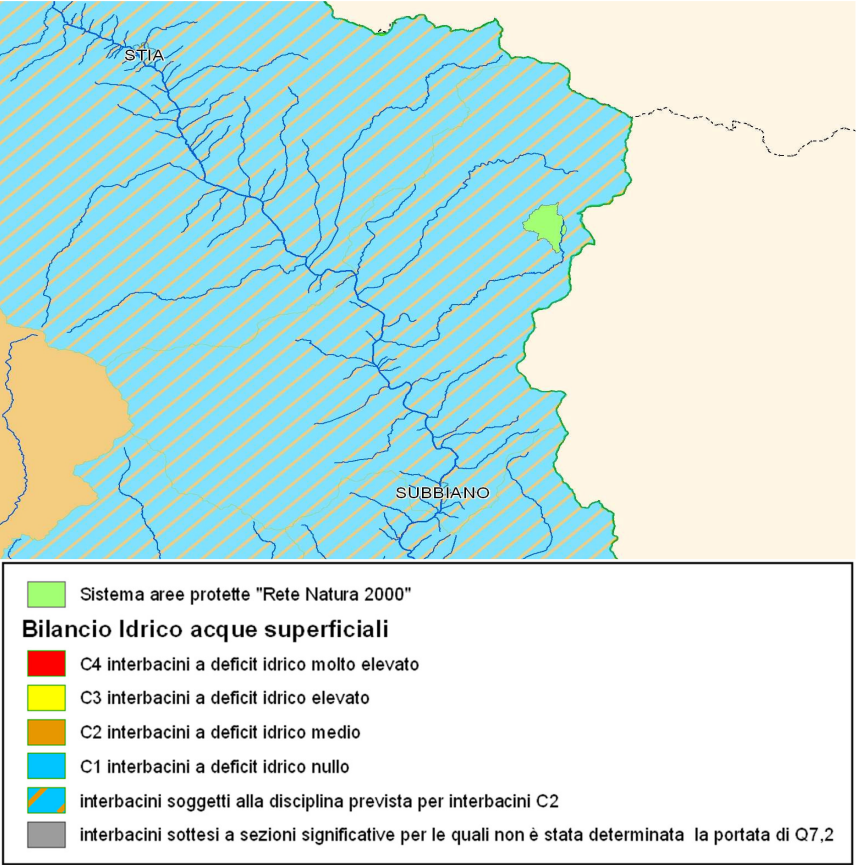 STIA
SUBBIANO
Sistema aree protette "Rete Natura 2000"
Bilancio Idrico acque superficiali
C4 interbacini a deficit idrico molto elevato
C3 interbacini a deficit idrico elevato
C2 interbacini a deficit idrico medio
C1 interbacini a deficit idrico nullo
interbacini soggetti alla disciplina prevista per interbacini C2
interbacini sottesi a sezioni significative per le quali non è stata determinata la portata di Q7,2